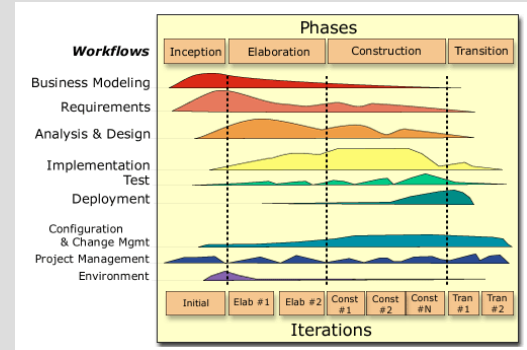 Phases
Workflows
Inception
Elaboration
Construction
Transition
Business Modeling
Requirements
Analysis & Design
Implementation
Test
Deployment
Configuration
& Change Mgmt
Project Management
Environment
Initial
Elab #1
Elab #2
Const
#1
Const
#2
Const
#N
Tran
#1
Tran
#2
Iterations